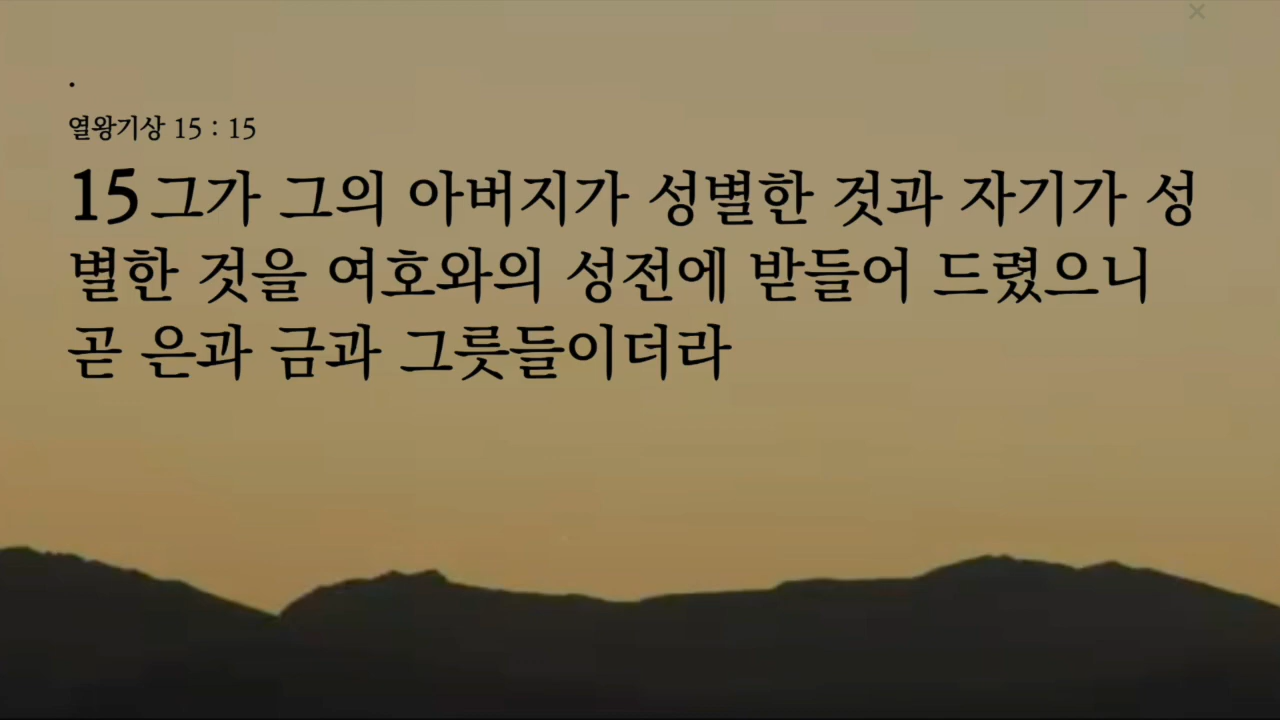 .
열왕기상 15 : 15
15 그가 그의 아버지가 성별한 것과 자기가 성
별한 것을 여호와의 성전에 받들어 드렸으니
곧 은과 금과 그릇들이더라